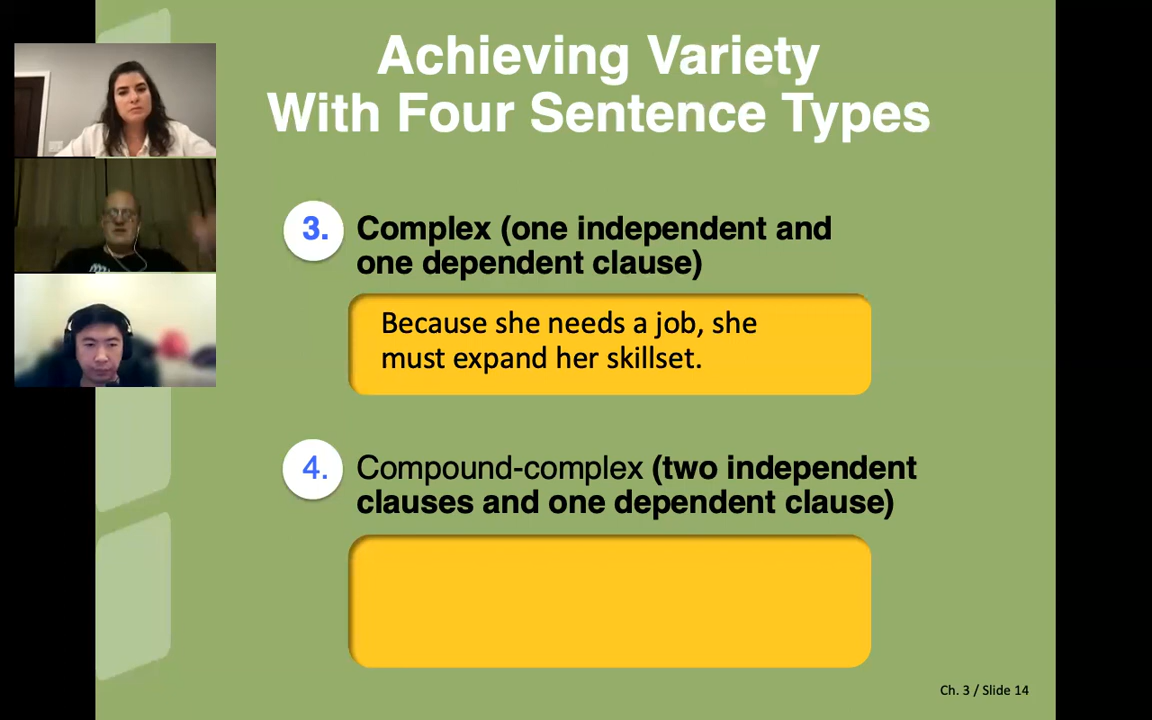 Achieving Variety
With Four Sentence Types
3.
Complex (one independent and
one dependent clause)
Because she needs a job, she
must expand her skillset.
4.
Compound-complex (two independent
clauses and one dependent clause)
Ch. 3 / Slide 14